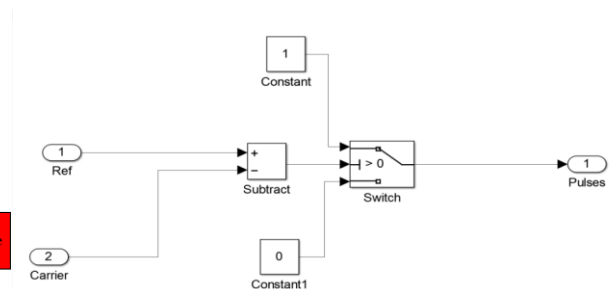 1
Constant
1
Ref
+
−
Subtract
> 0
Switch
1
Pulses
2
Carrier
0
Constant1